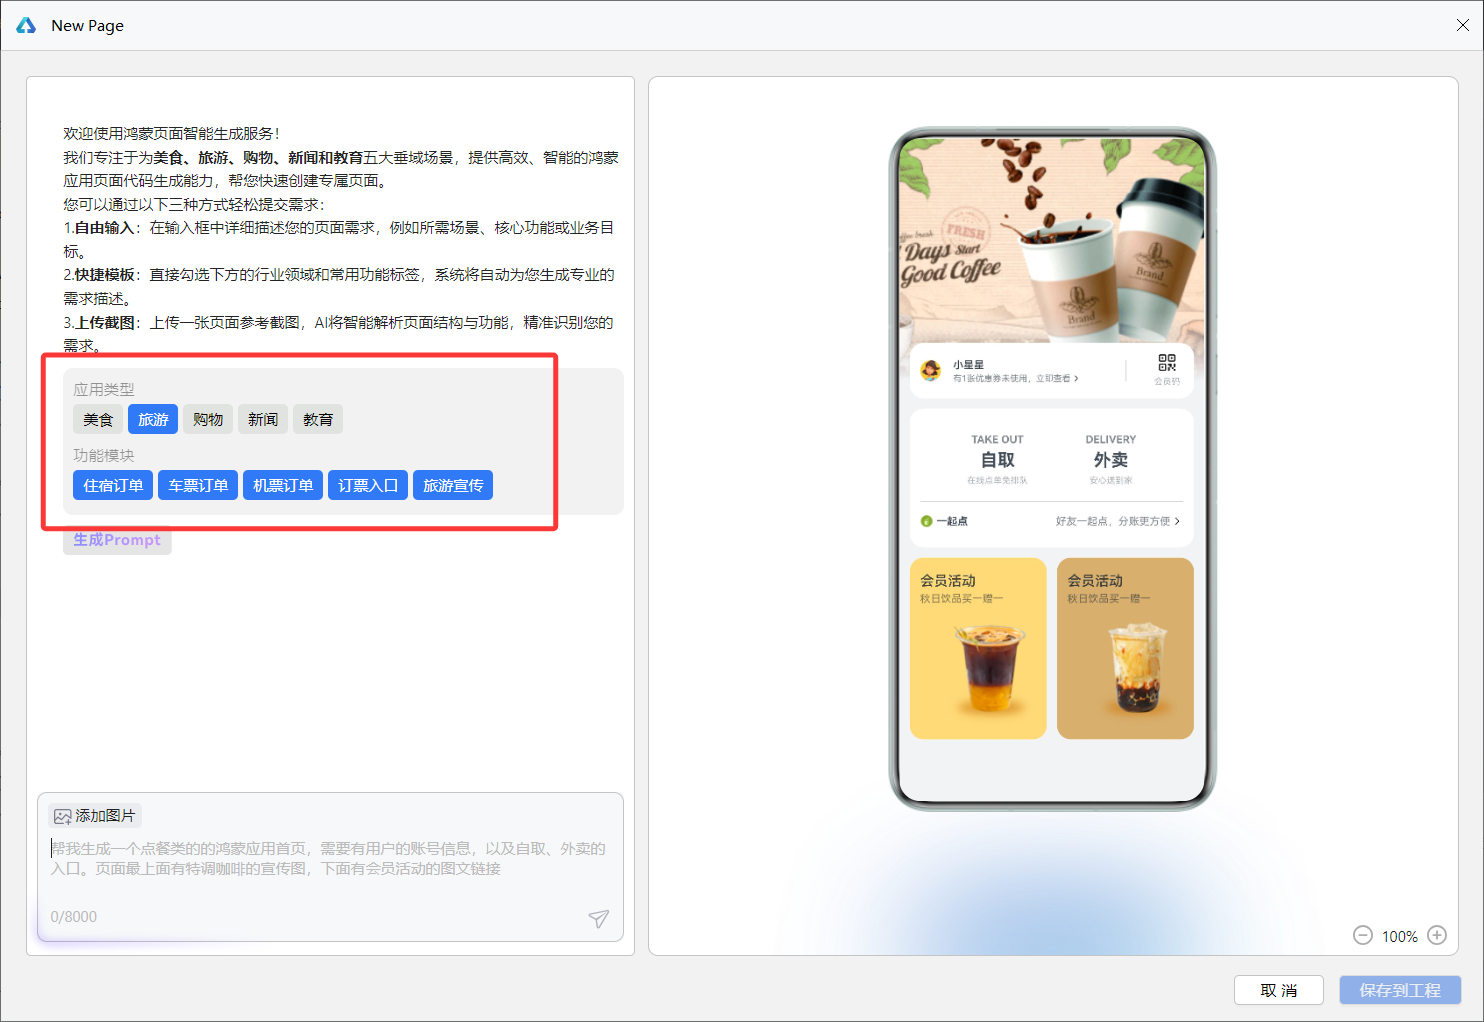 New Page
欢迎使用鸿蒙页面智能生成服务！
我们专注于为美食、旅游、购物、新闻和教育五大垂域场景，提供高效、智能的鸿蒙
应用页面代码生成能力，帮您快速创建专属页面。
您可以通过以下三种方式轻松提交需求：
1.自由输入：在输入框中详细描述您的页面需求，例如所需场景、核心功能或业务目
标。
2.快捷模板：直接勾选下方的行业领域和常用功能标签，系统将自动为您生成专业的
需求描述。
3.上传截图：上传一张页面参考截图，AI将智能解析页面结构与功能，精准识别您的
需求。
应用类型
美食 旅游 购物 新闻 教育
功能模块
住宿订单 车票订单 机票订单 订票入口 旅游宣传
生成Prompt
添加图片
帮我生成一个点餐类的的鸿蒙应用首页，需要有用户的账号信息，以及自取、外卖的
入口。页面最上面有特调咖啡的宣传图，下面有会员活动的图文链接
0/8000
coffee fresh
FRESH
Days Start
Good Coffee
Brand
Brand
小星星
有1张优惠券未使用，立即查看
会员码
TAKE OUT
自取
在线点单免排队
DELIVERY
外卖
安心送到家
一起点
好友一起点，分账更方便
会员活动
秋日饮品买一赠一
会员活动
秋日饮品买一赠一
100%
取 消
保存到工程